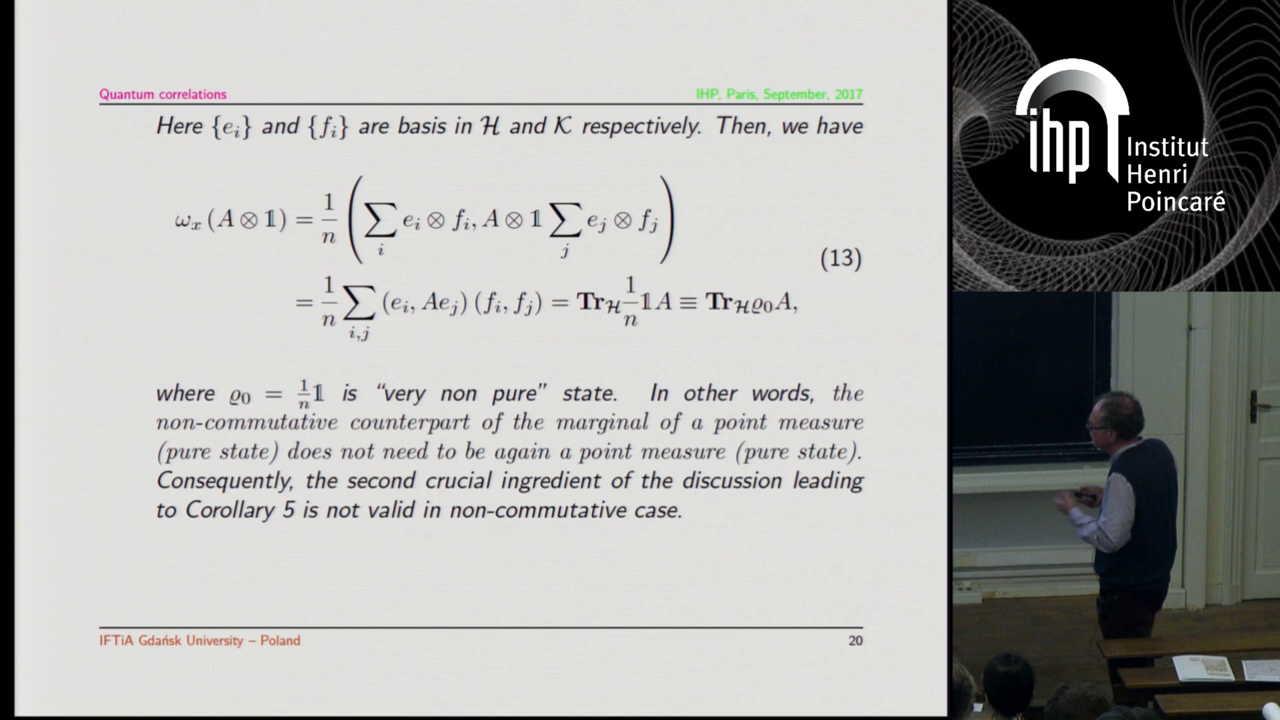 Quantum correlations IHP, Paris, September, 2017
Here {e_i} and {f_i} are basis in ℋ and 𝒦 respectively. Then, we have
ω_x (A ⊗ 𝟙) = 1/n ( ∑_i e_i ⊗ f_i, A ⊗ 𝟙 ∑_j e_j ⊗ f_j )
(13)
= 1/n ∑_{i,j} (e_i, Ae_j) (f_i, f_j) = Tr_ℋ 1/n 𝟙A ≡ Tr_ℋ ϱ_0 A,
where ϱ_0 = 1/n 𝟙 is “very non pure” state. In other words, the
non-commutative counterpart of the marginal of a point measure
(pure state) does not need to be again a point measure (pure state).
Consequently, the second crucial ingredient of the discussion leading
to Corollary 5 is not valid in non-commutative case.
IFTiA Gdańsk University – Poland 20
ihp Institut
Henri
Poincaré